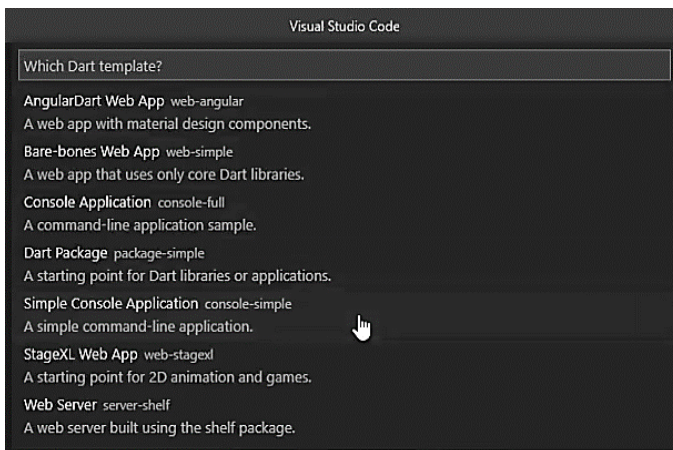 Visual Studio Code
Which Dart template?
AngularDart Web App web-angular
A web app with material design components.
Bare-bones Web App web-simple
A web app that uses only core Dart libraries.
Console Application console-full
A command-line application sample.
Dart Package package-simple
A starting point for Dart libraries or applications.
Simple Console Application console-simple
A simple command-line application.
StageXL Web App web-stagexl
A starting point for 2D animation and games.
Web Server server-shelf
A web server built using the shelf package.